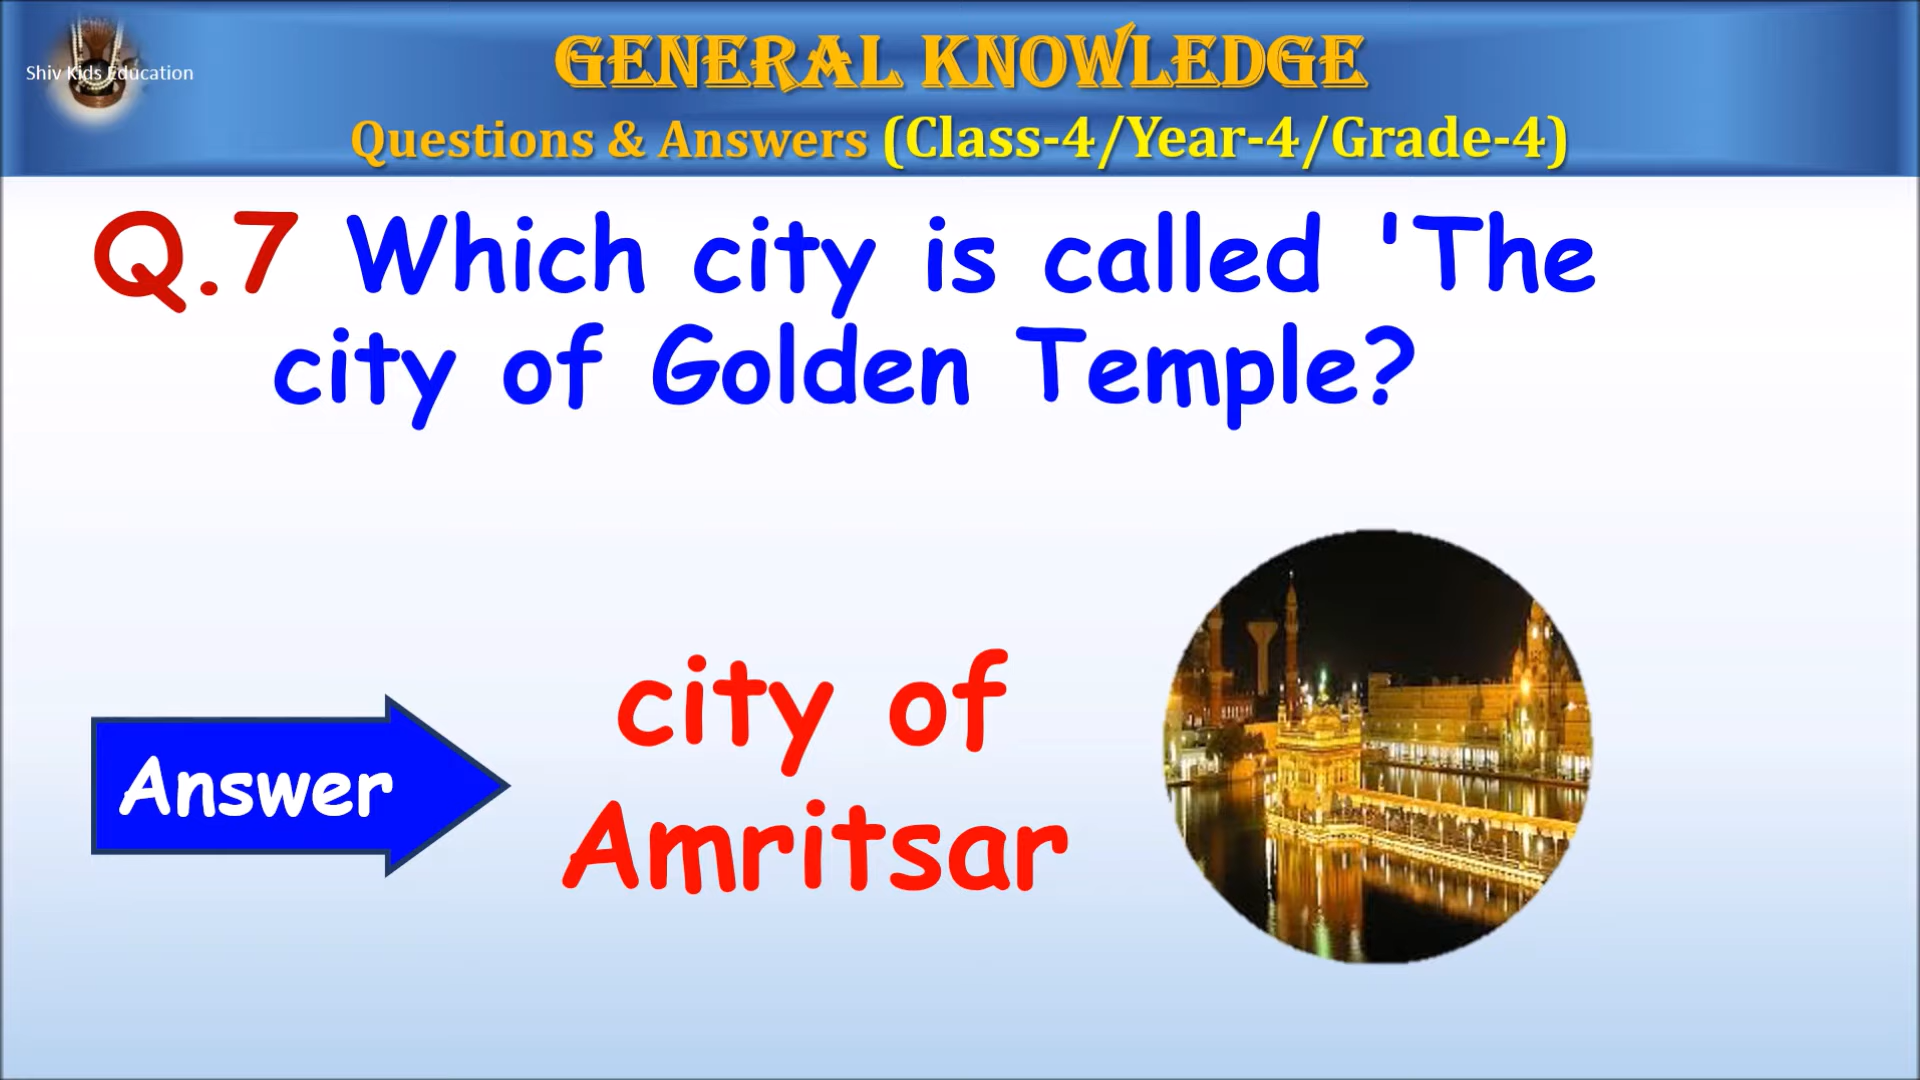 Shiv Kids Education
GENERAL KNOWLEDGE
Questions & Answers (Class-4/Year-4/Grade-4)
Q.7 Which city is called 'The
city of Golden Temple?
city of
Answer
Amritsar